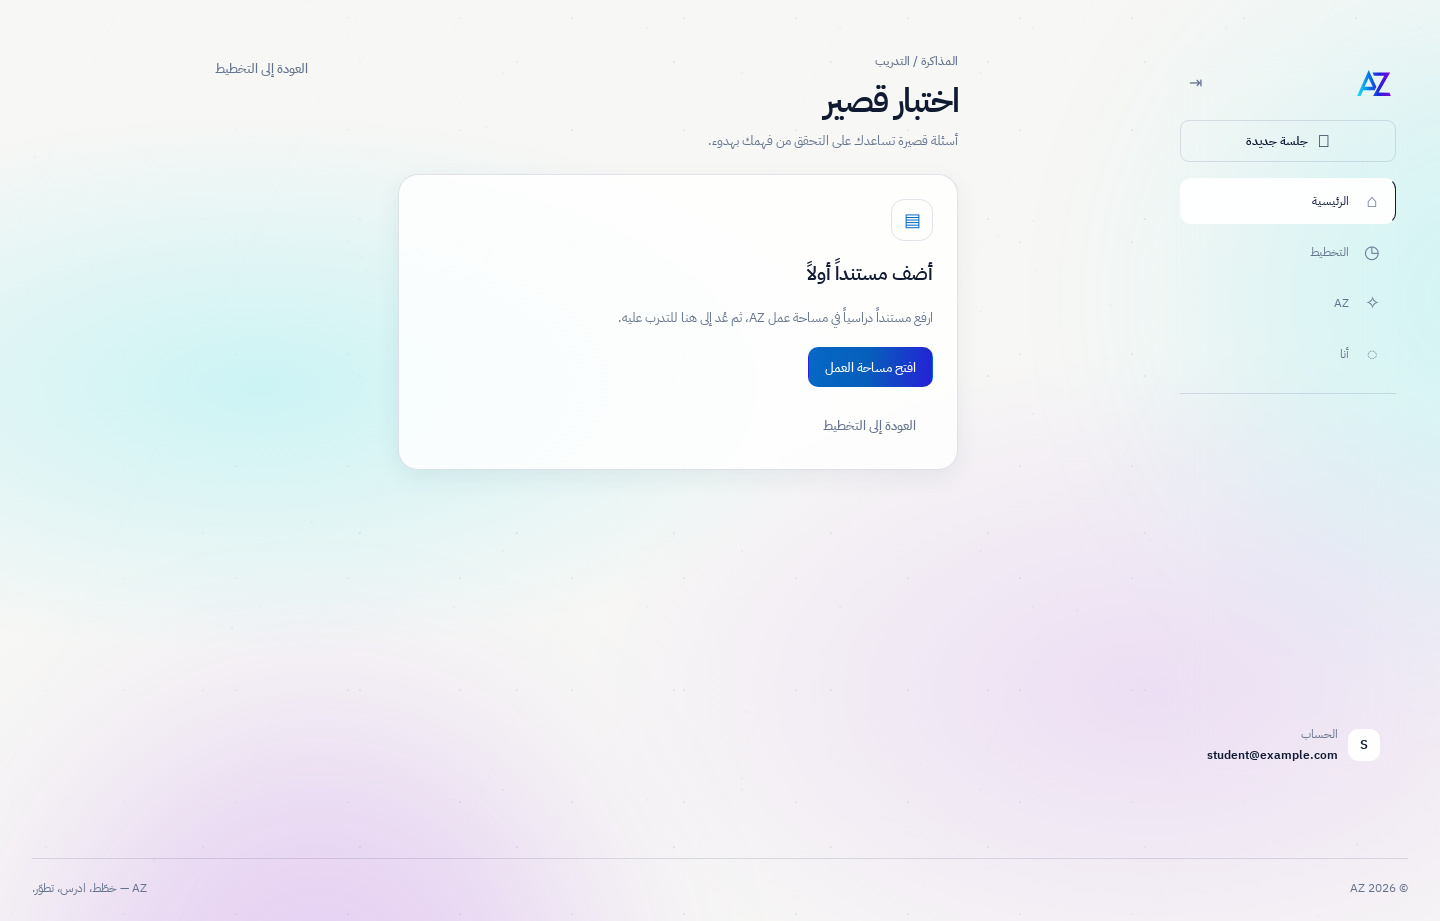 AZ
جلسة جديدة
الرئيسية
التخطيط
AZ
أنا
المذاكرة / التدريب
اختبار قصير
أسئلة قصيرة تساعدك على التحقق من فهمك بهدوء.
العودة إلى التخطيط
أضف مستنداً أولاً
ارفع مستنداً دراسياً في مساحة عمل AZ، ثم عُد إلى هنا للتدرب عليه.
افتح مساحة العمل
العودة إلى التخطيط
S
الحساب
student@example.com
© 2026 AZ
AZ — خطّط، ادرس، تطوّر.